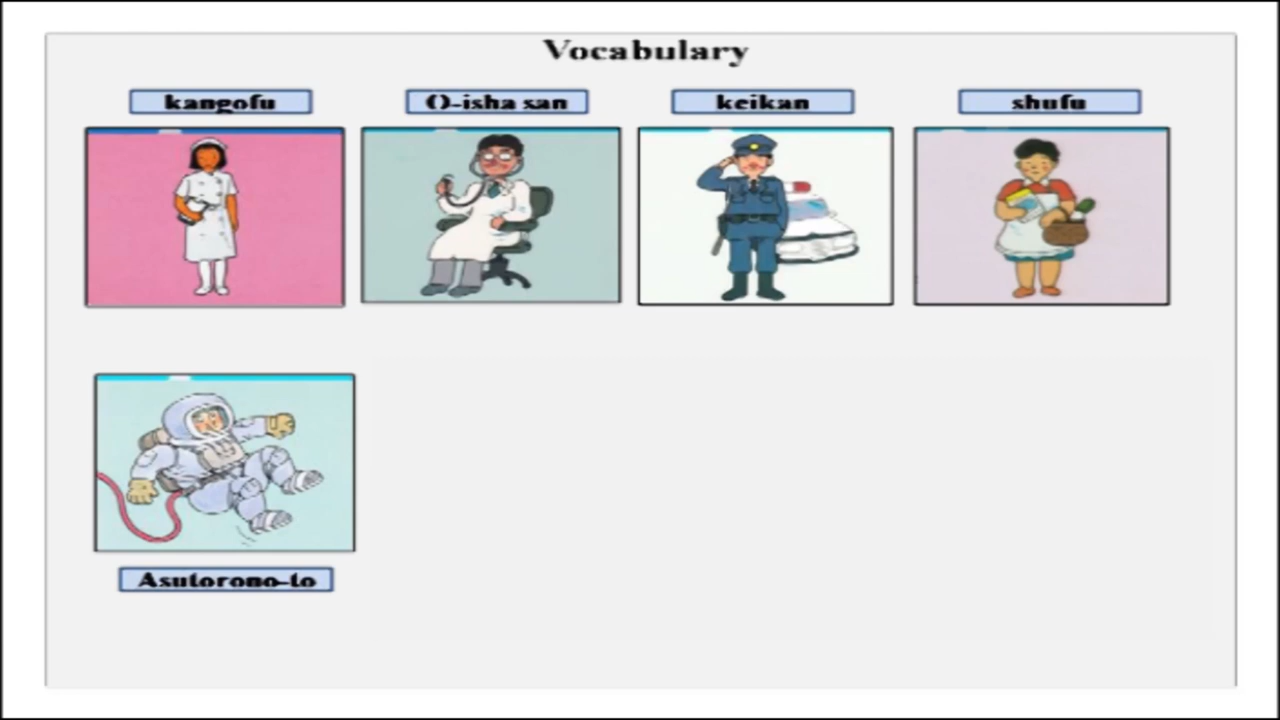 Vocabulary
kangofu
O-isha san
keikan
shufu
Asutorono-to